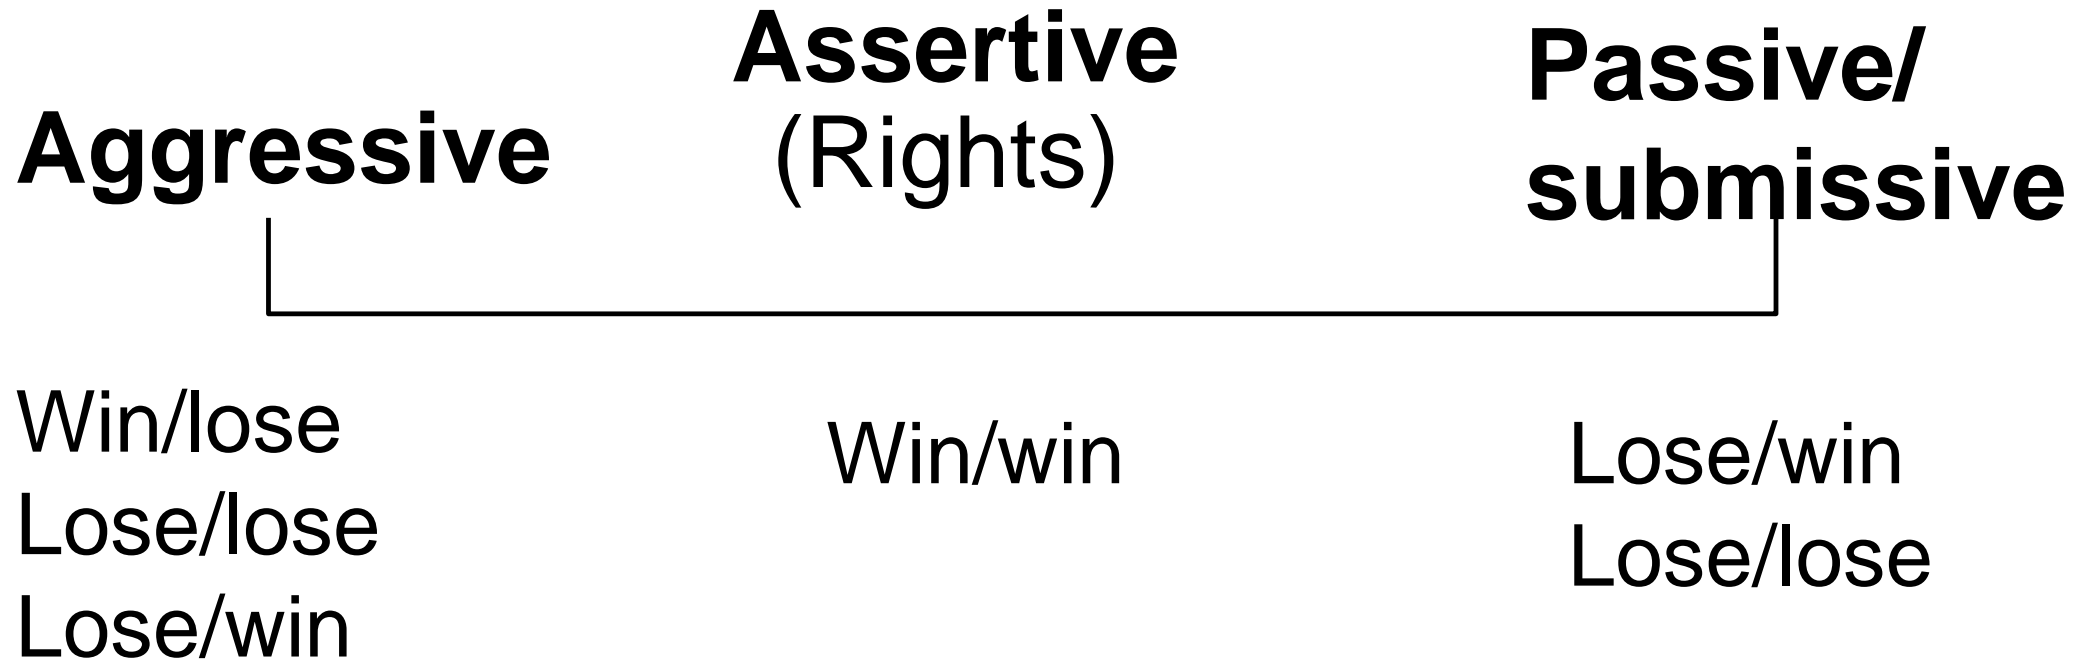 Aggressive
Assertive
(Rights)
Passive/
submissive
Win/lose
Lose/lose
Lose/win
Win/win
Lose/win
Lose/lose